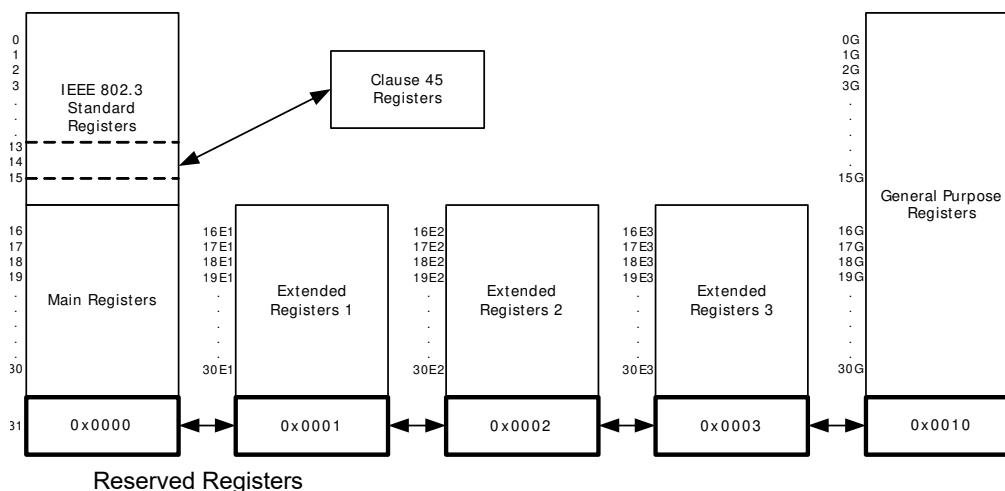 0
1
2
3
.
.
.
.
13
14
15
IEEE 802.3
Standard
Registers
Clause 45
Registers
0G
1G
2G
3G
.
.
.
.
.
15G
General Purpose
Registers
16
17
18
19
.
.
.
.
.
30
Main Registers
16E1
17E1
18E1
19E1
.
.
.
.
.
30E1
Extended
Registers 1
16E2
17E2
18E2
19E2
.
.
.
.
.
30E2
Extended
Registers 2
16E3
17E3
18E3
19E3
.
.
.
.
.
30E3
Extended
Registers 3
16G
17G
18G
19G
.
.
.
.
.
30G
31
0x0000
0x0001
0x0002
0x0003
0x0010
Reserved Registers